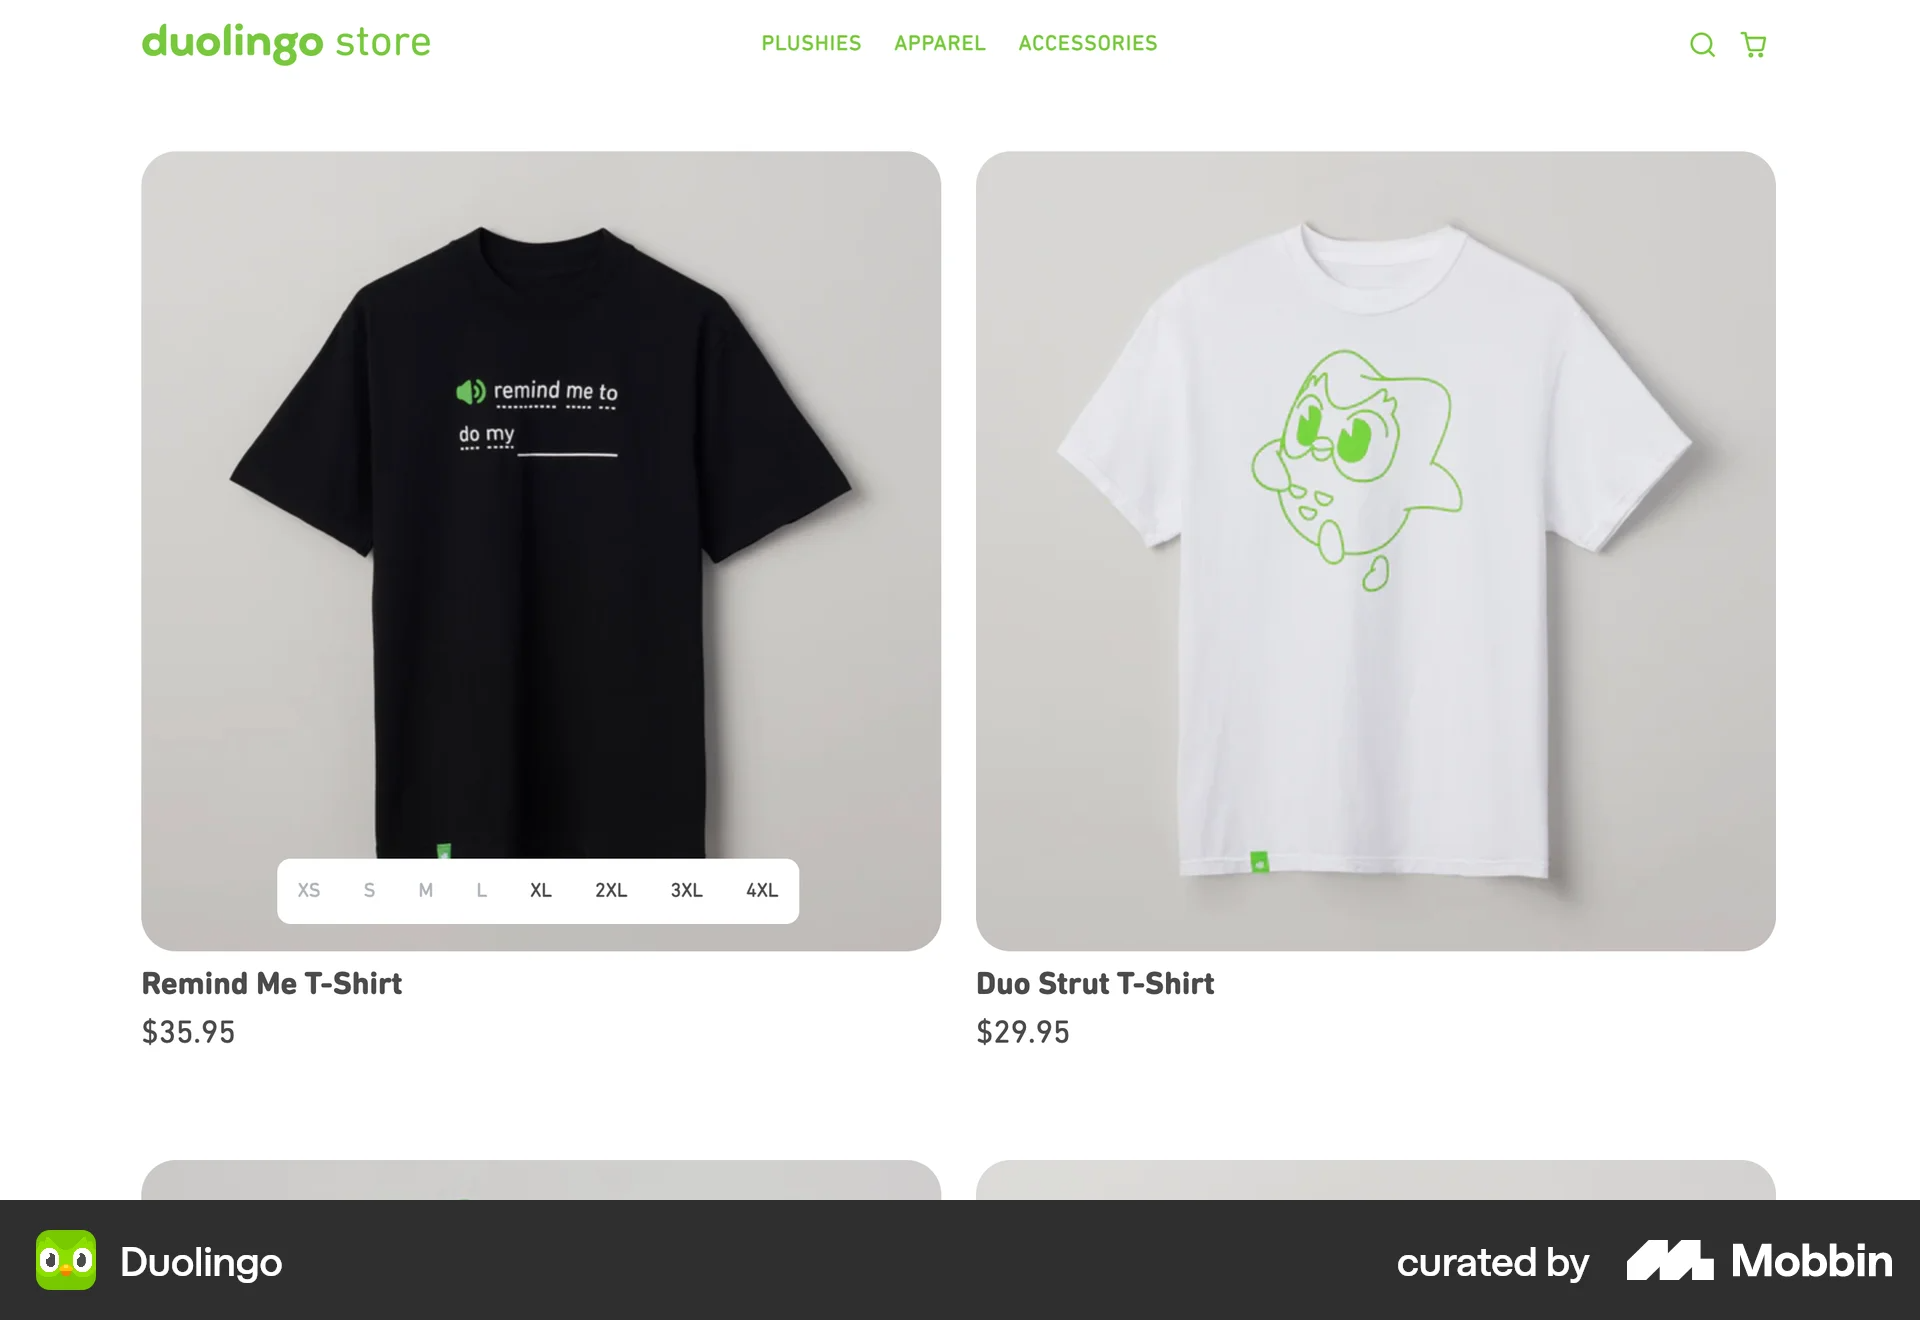 duolingo store
PLUSHIES APPAREL ACCESSORIES
remind me to
do my
XS S M L XL 2XL 3XL 4XL
Remind Me T-Shirt
$35.95
Duo Strut T-Shirt
$29.95
Duolingo
curated by Mobbin